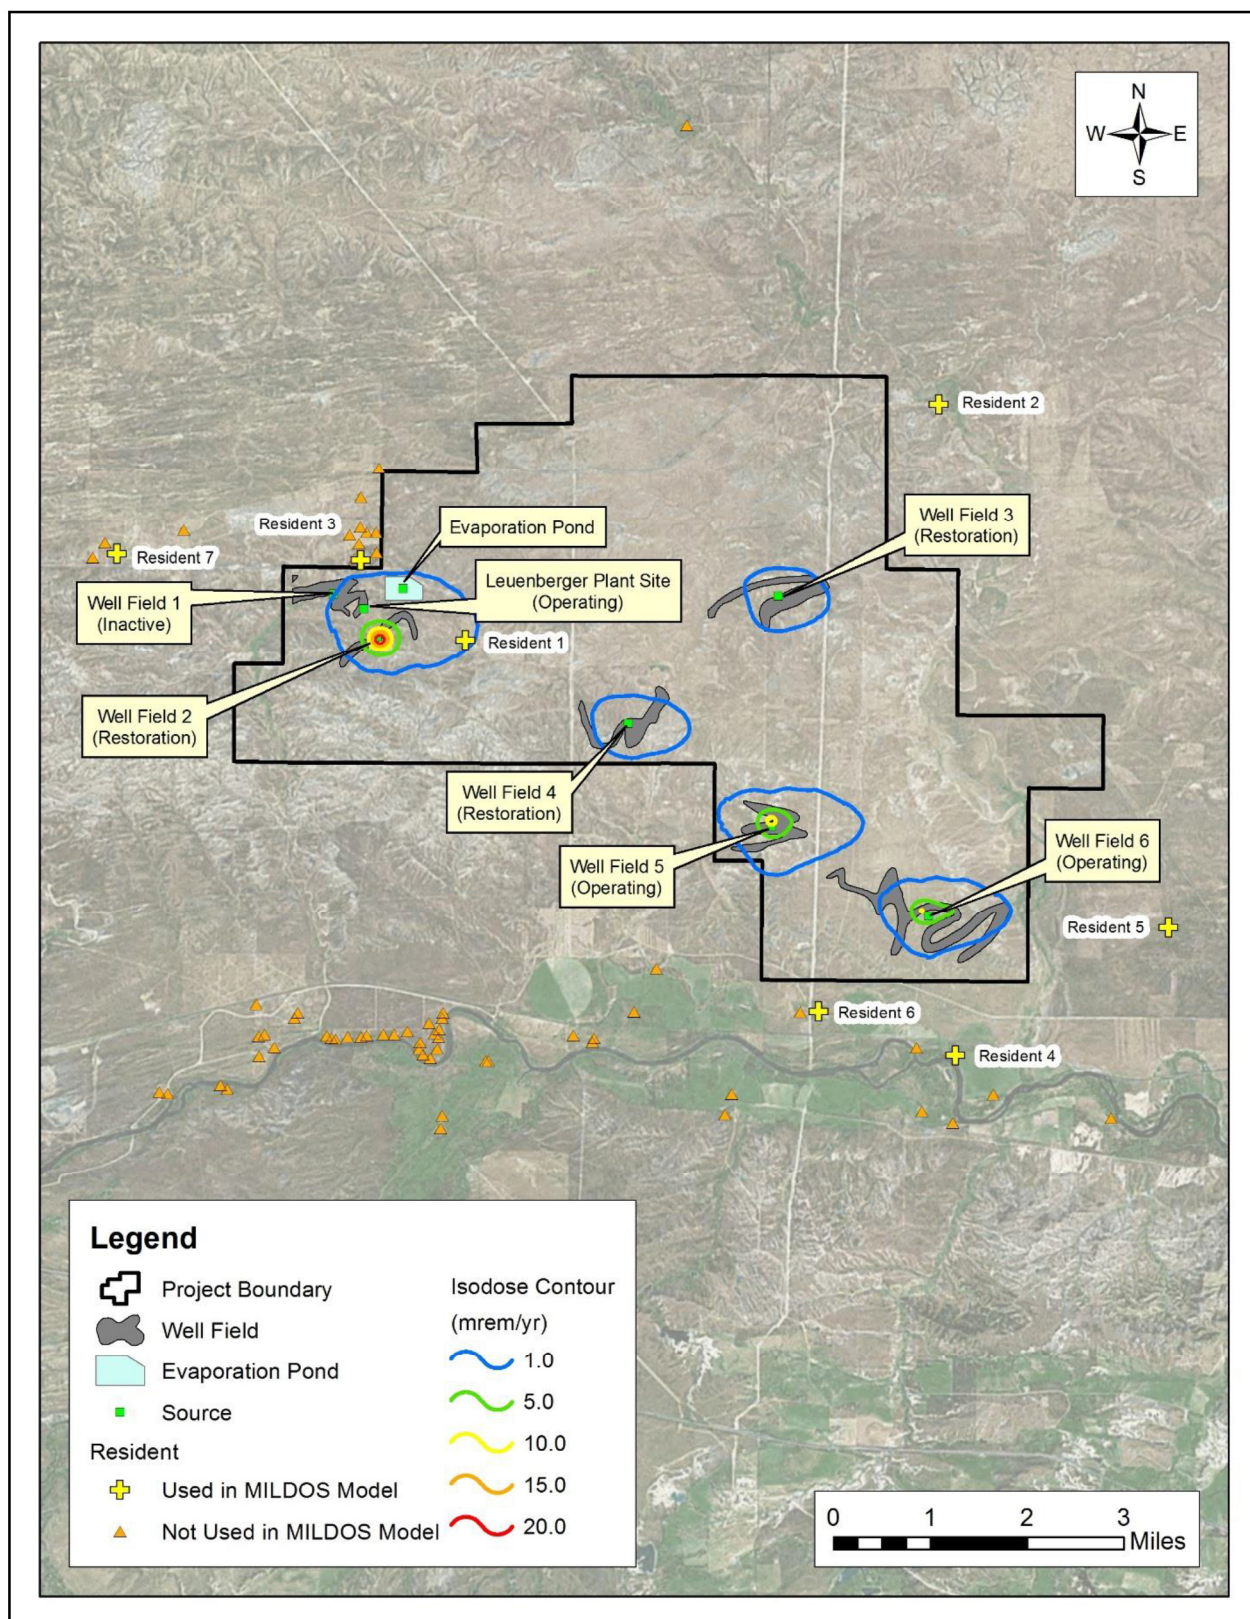 N
W E
S
Resident 2
Resident 3
Evaporation Pond
Well Field 3
(Restoration)
Resident 7
Leuenberger Plant Site
(Operating)
Well Field 1
(Inactive)
Resident 1
Well Field 2
(Restoration)
Well Field 4
(Restoration)
Well Field 5
(Operating)
Well Field 6
(Operating)
Resident 5
Resident 6
Resident 4
Legend
Project Boundary
Well Field
Evaporation Pond
Source
Resident
Used in MILDOS Model
Not Used in MILDOS Model
Isodose Contour
(mrem/yr)
1.0
5.0
10.0
15.0
20.0
0 1 2 3
Miles